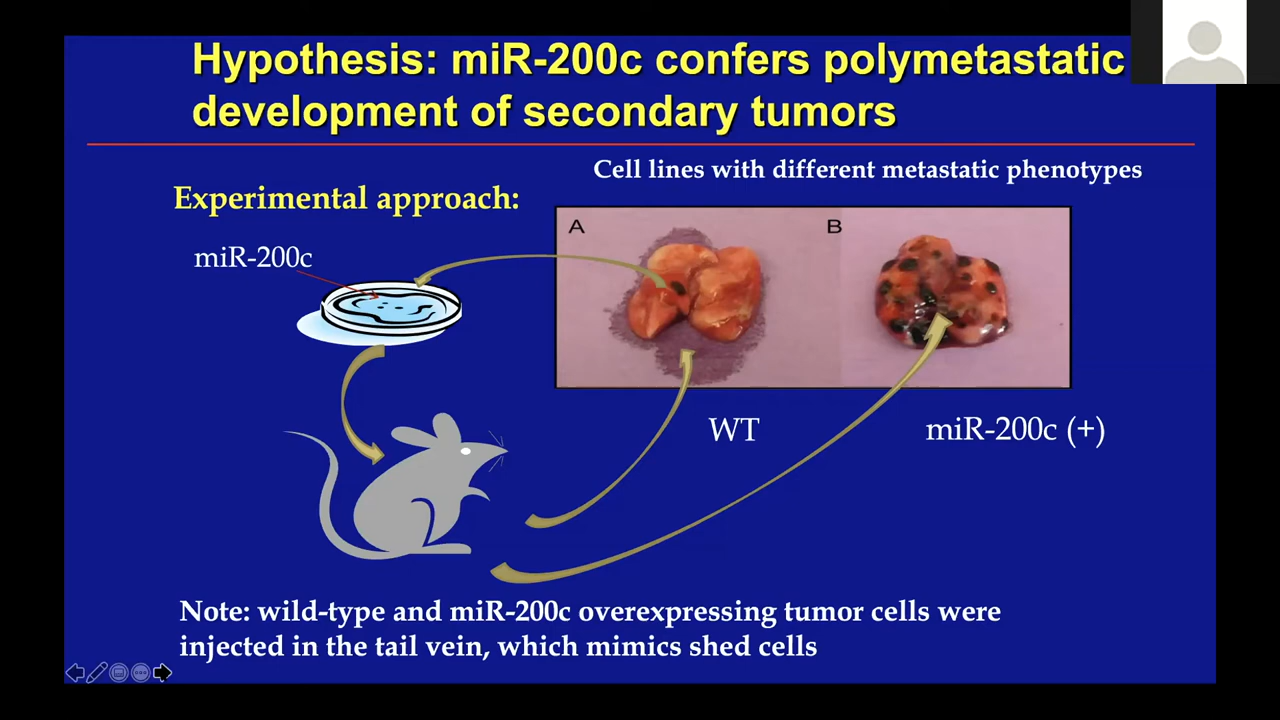 Hypothesis: miR-200c confers polymetastatic
development of secondary tumors
Cell lines with different metastatic phenotypes
Experimental approach:
A
B
miR-200c
WT
miR-200c (+)
Note: wild-type and miR-200c overexpressing tumor cells were
injected in the tail vein, which mimics shed cells